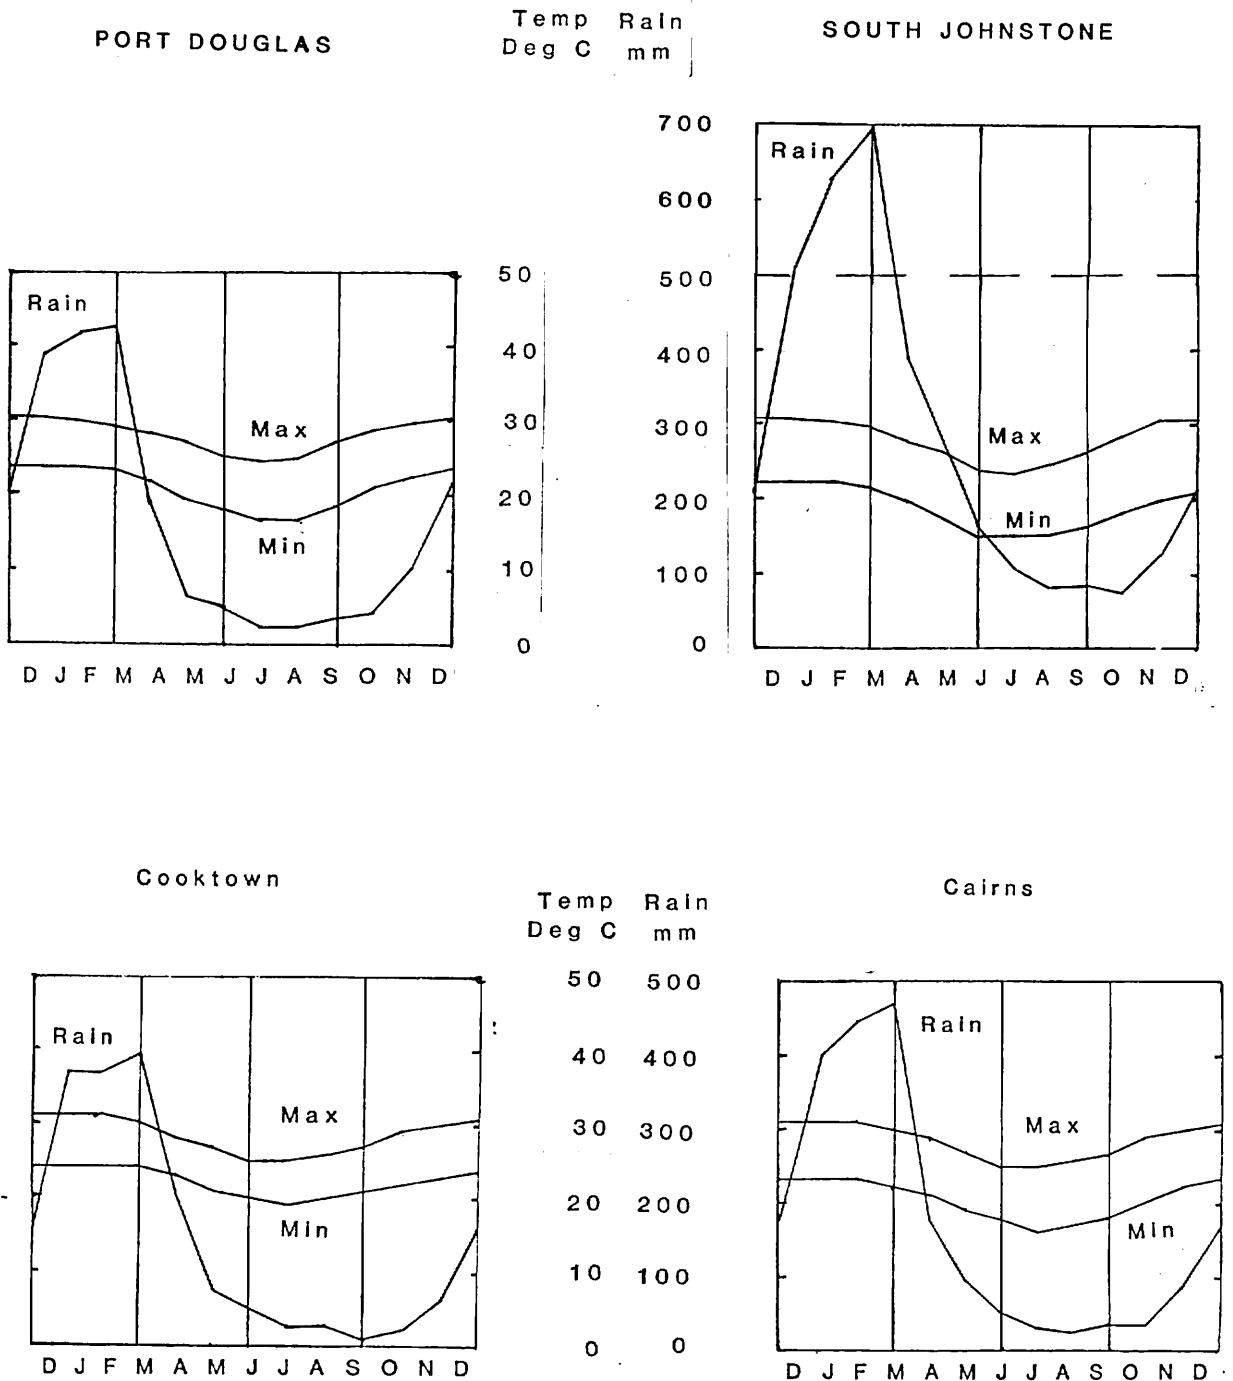 PORT DOUGLAS
Temp Rain
Deg C mm
SOUTH JOHNSTONE
Rain
Max
Min
D J F M A M J J A S O N D
50
40
30
20
10
0
700
600
500
400
300
200
100
0
Rain
Max
Min
D J F M A M J J A S O N D
Cooktown
Temp Rain
Deg C mm
Cairns
Rain
Max
Min
D J F M A M J J A S O N D
50 500
40 400
30 300
20 200
10 100
0 0
Rain
Max
Min
D J F M A M J J A S O N D